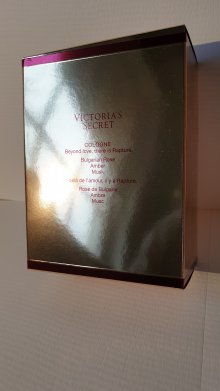 VICTORIA'S
SECRET
COLOGNE
Beyond love, there is Rapture.
Bulgarian Rose
Amber
Musk
delà de l'amour, il y a Rapture.
Rose de Bulgarie
Ambre
Musc